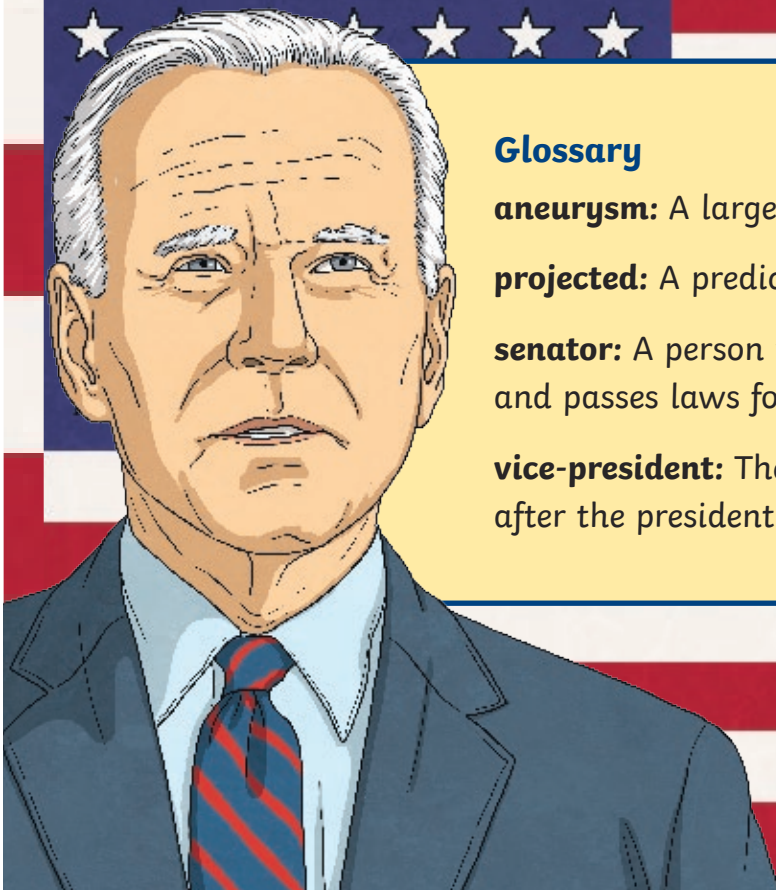 Glossary
aneurysm: A large
projected: A predic
senator: A person
and passes laws fo
vice-president: The
after the president